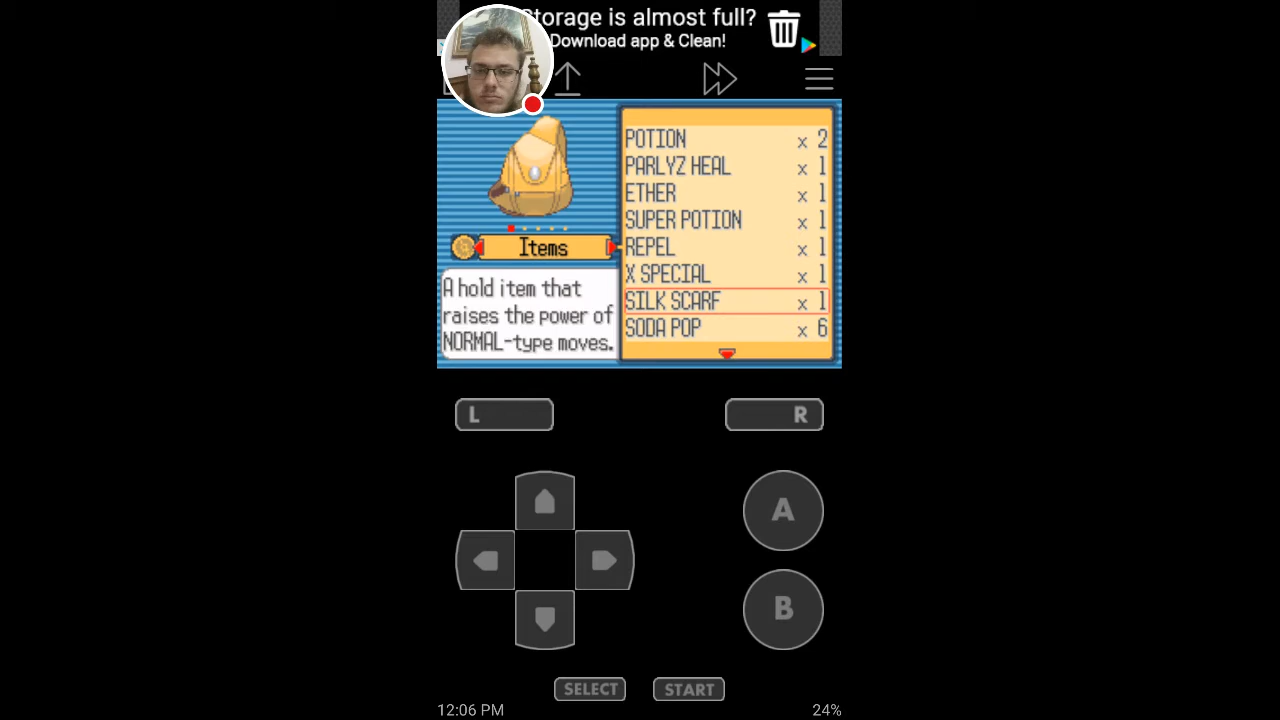 Storage is almost full?
Download app & Clean!
POTION x 2
PARLYZ HEAL x 1
ETHER x 1
SUPER POTION x 1
REPEL x 1
X SPECIAL x 1
SILK SCARF x 1
SODA POP x 6
Items
A hold item that
raises the power of
NORMAL-type moves.
L
R
A
B
SELECT
START
12:06 PM
24%